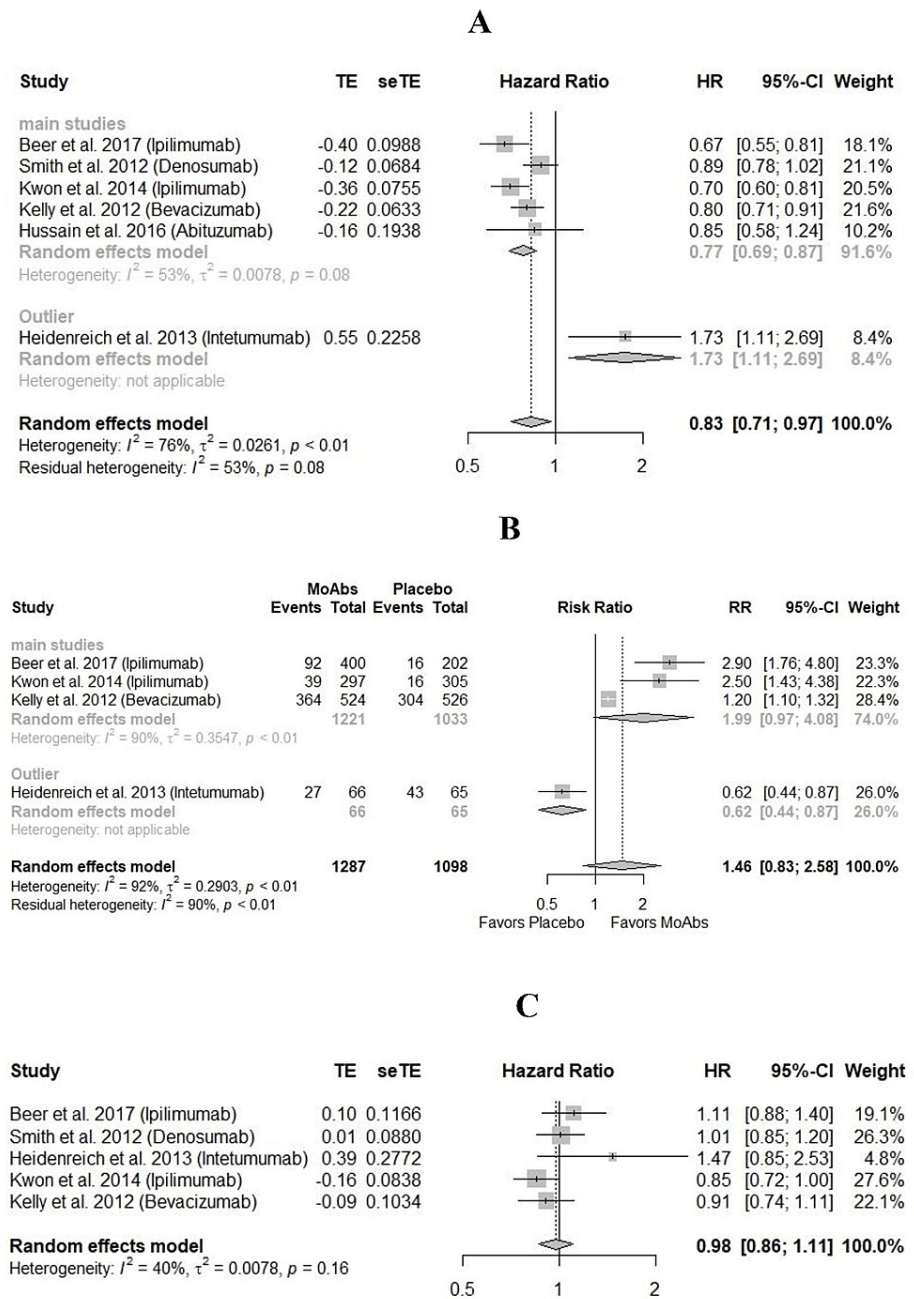 A
Study TE seTE Hazard Ratio HR 95%-CI Weight
main studies
Beer et al. 2017 (Ipilimumab) -0.40 0.0988 0.67 [0.55; 0.81] 18.1%
Smith et al. 2012 (Denosumab) -0.12 0.0684 0.89 [0.78; 1.02] 21.1%
Kwon et al. 2014 (Ipilimumab) -0.36 0.0755 0.70 [0.60; 0.81] 20.5%
Kelly et al. 2012 (Bevacizumab) -0.22 0.0633 0.80 [0.71; 0.91] 21.6%
Hussain et al. 2016 (Abituzumab) -0.16 0.1938 0.85 [0.58; 1.24] 10.2%
Random effects model 0.77 [0.69; 0.87] 91.6%
Heterogeneity: I² = 53%, τ² = 0.0078, p = 0.08
Outlier
Heidenreich et al. 2013 (Intetumumab) 0.55 0.2258 1.73 [1.11; 2.69] 8.4%
Random effects model 1.73 [1.11; 2.69] 8.4%
Heterogeneity: not applicable
Random effects model 0.83 [0.71; 0.97] 100.0%
Heterogeneity: I² = 76%, τ² = 0.0261, p < 0.01
Residual heterogeneity: I² = 53%, p = 0.08
0.5 1 2
B
MoAbs Placebo
Study Events Total Events Total Risk Ratio RR 95%-CI Weight
main studies
Beer et al. 2017 (Ipilimumab) 92 400 16 202 2.90 [1.76; 4.80] 23.3%
Kwon et al. 2014 (Ipilimumab) 39 297 16 305 2.50 [1.43; 4.38] 22.3%
Kelly et al. 2012 (Bevacizumab) 364 524 304 526 1.20 [1.10; 1.32] 28.4%
Random effects model 1221 1033 1.99 [0.97; 4.08] 74.0%
Heterogeneity: I² = 90%, τ² = 0.3547, p < 0.01
Outlier
Heidenreich et al. 2013 (Intetumumab) 27 66 43 65 0.62 [0.44; 0.87] 26.0%
Random effects model 66 65 0.62 [0.44; 0.87] 26.0%
Heterogeneity: not applicable
Random effects model 1287 1098 1.46 [0.83; 2.58] 100.0%
Heterogeneity: I² = 92%, τ² = 0.2903, p < 0.01
Residual heterogeneity: I² = 90%, p < 0.01
0.5 1 2
Favors Placebo Favors MoAbs
C
Study TE seTE Hazard Ratio HR 95%-CI Weight
Beer et al. 2017 (Ipilimumab) 0.10 0.1166 1.11 [0.88; 1.40] 19.1%
Smith et al. 2012 (Denosumab) 0.01 0.0880 1.01 [0.85; 1.20] 26.3%
Heidenreich et al. 2013 (Intetumumab) 0.39 0.2772 1.47 [0.85; 2.53] 4.8%
Kwon et al. 2014 (Ipilimumab) -0.16 0.0838 0.85 [0.72; 1.00] 27.6%
Kelly et al. 2012 (Bevacizumab) -0.09 0.1034 0.91 [0.74; 1.11] 22.1%
Random effects model 0.98 [0.86; 1.11] 100.0%
Heterogeneity: I² = 40%, τ² = 0.0078, p = 0.16
0.5 1 2